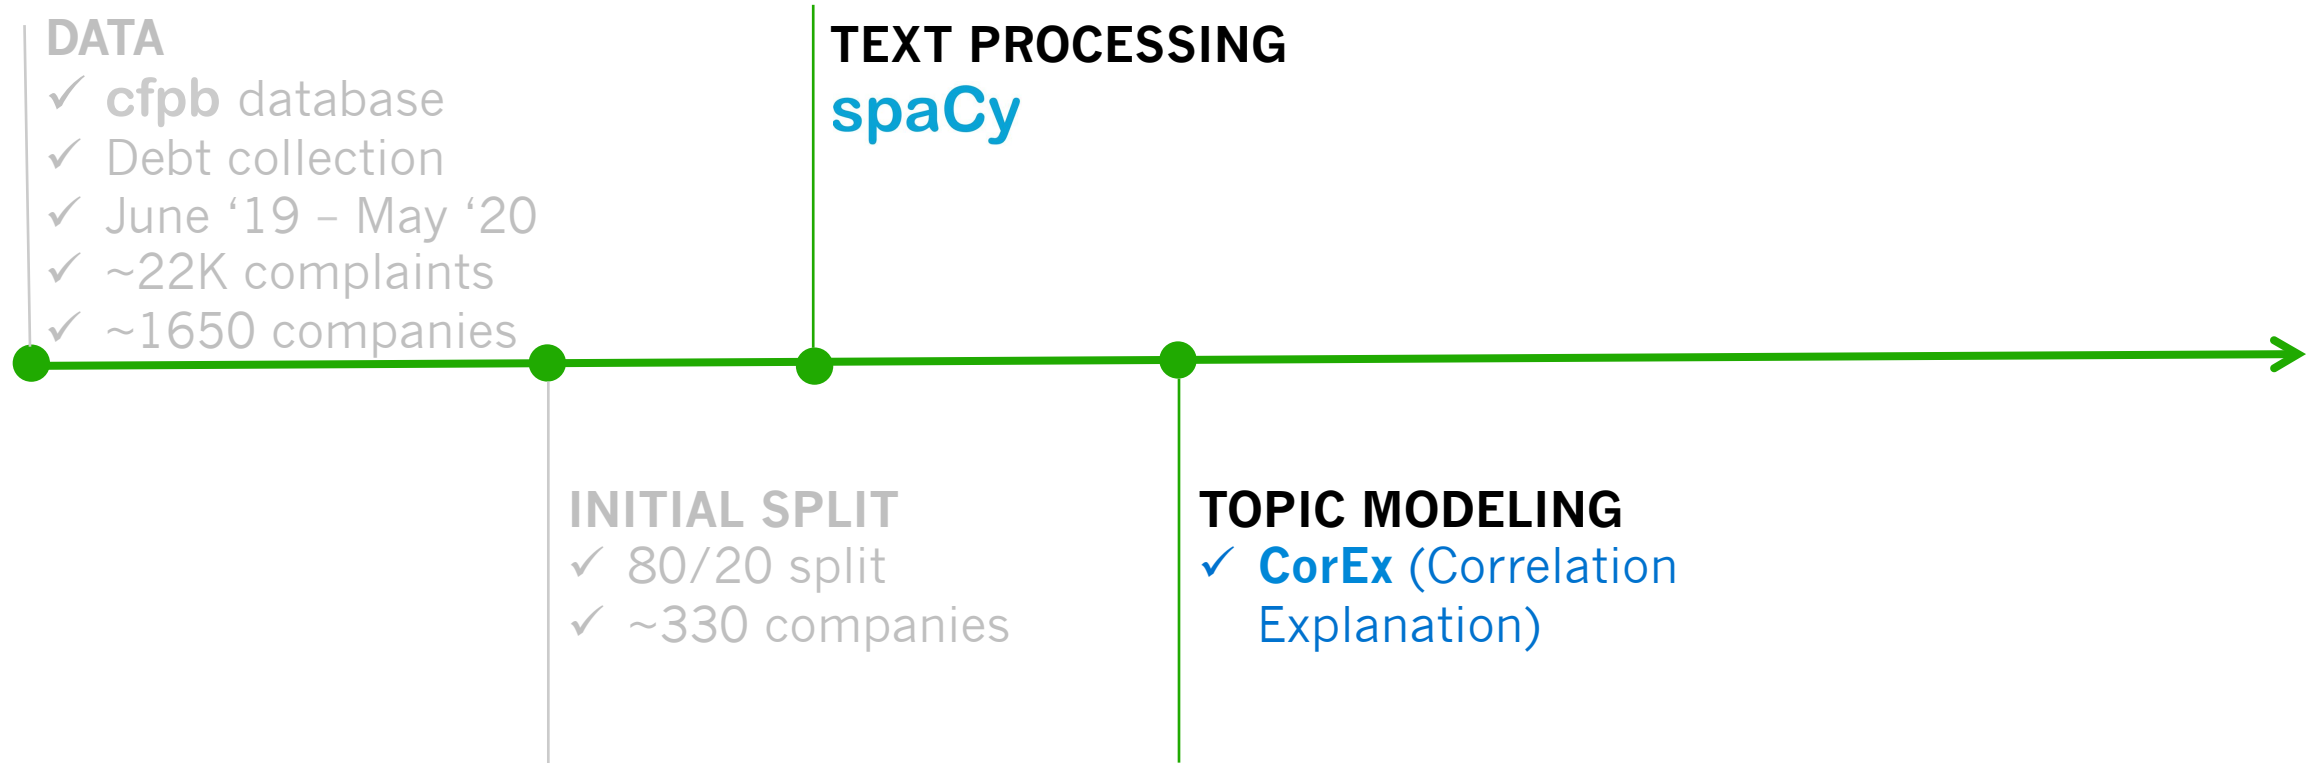 DATA
✓ cfpb database
✓ Debt collection
✓ June ‘19 – May ‘20
✓ ~22K complaints
✓ ~1650 companies
TEXT PROCESSING
spaCy
INITIAL SPLIT
✓ 80/20 split
✓ ~330 companies
TOPIC MODELING
✓ CorEx (Correlation
Explanation)